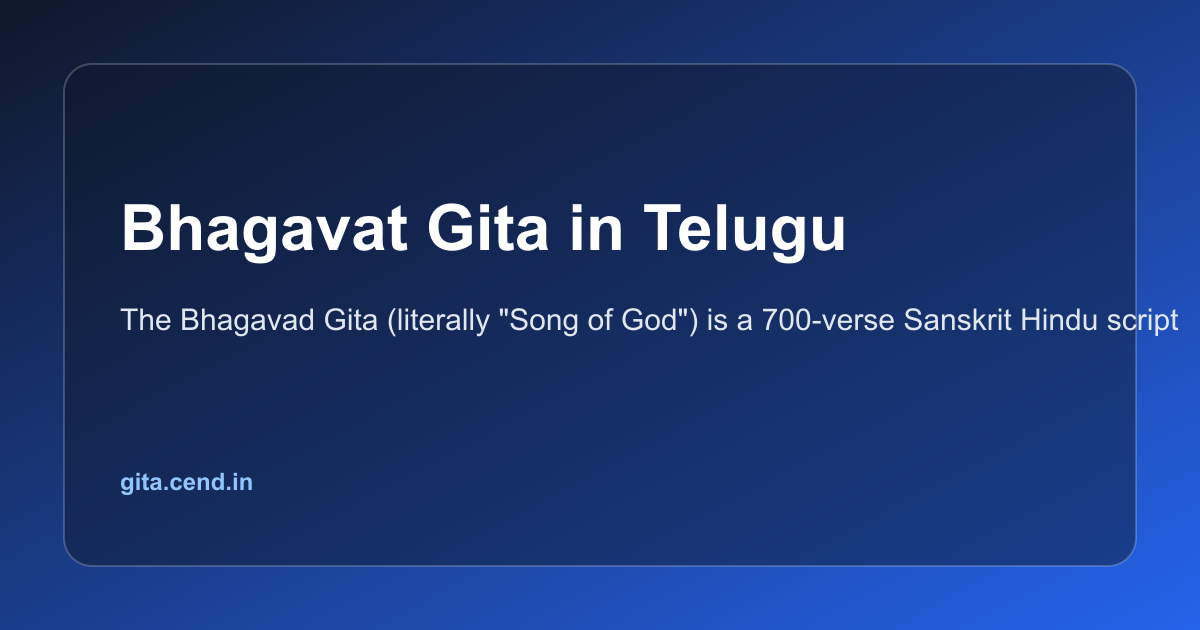 Bhagavat Gita in Telugu
The Bhagavad Gita (literally "Song of God") is a 700-verse Sanskrit Hindu script
gita.cend.in